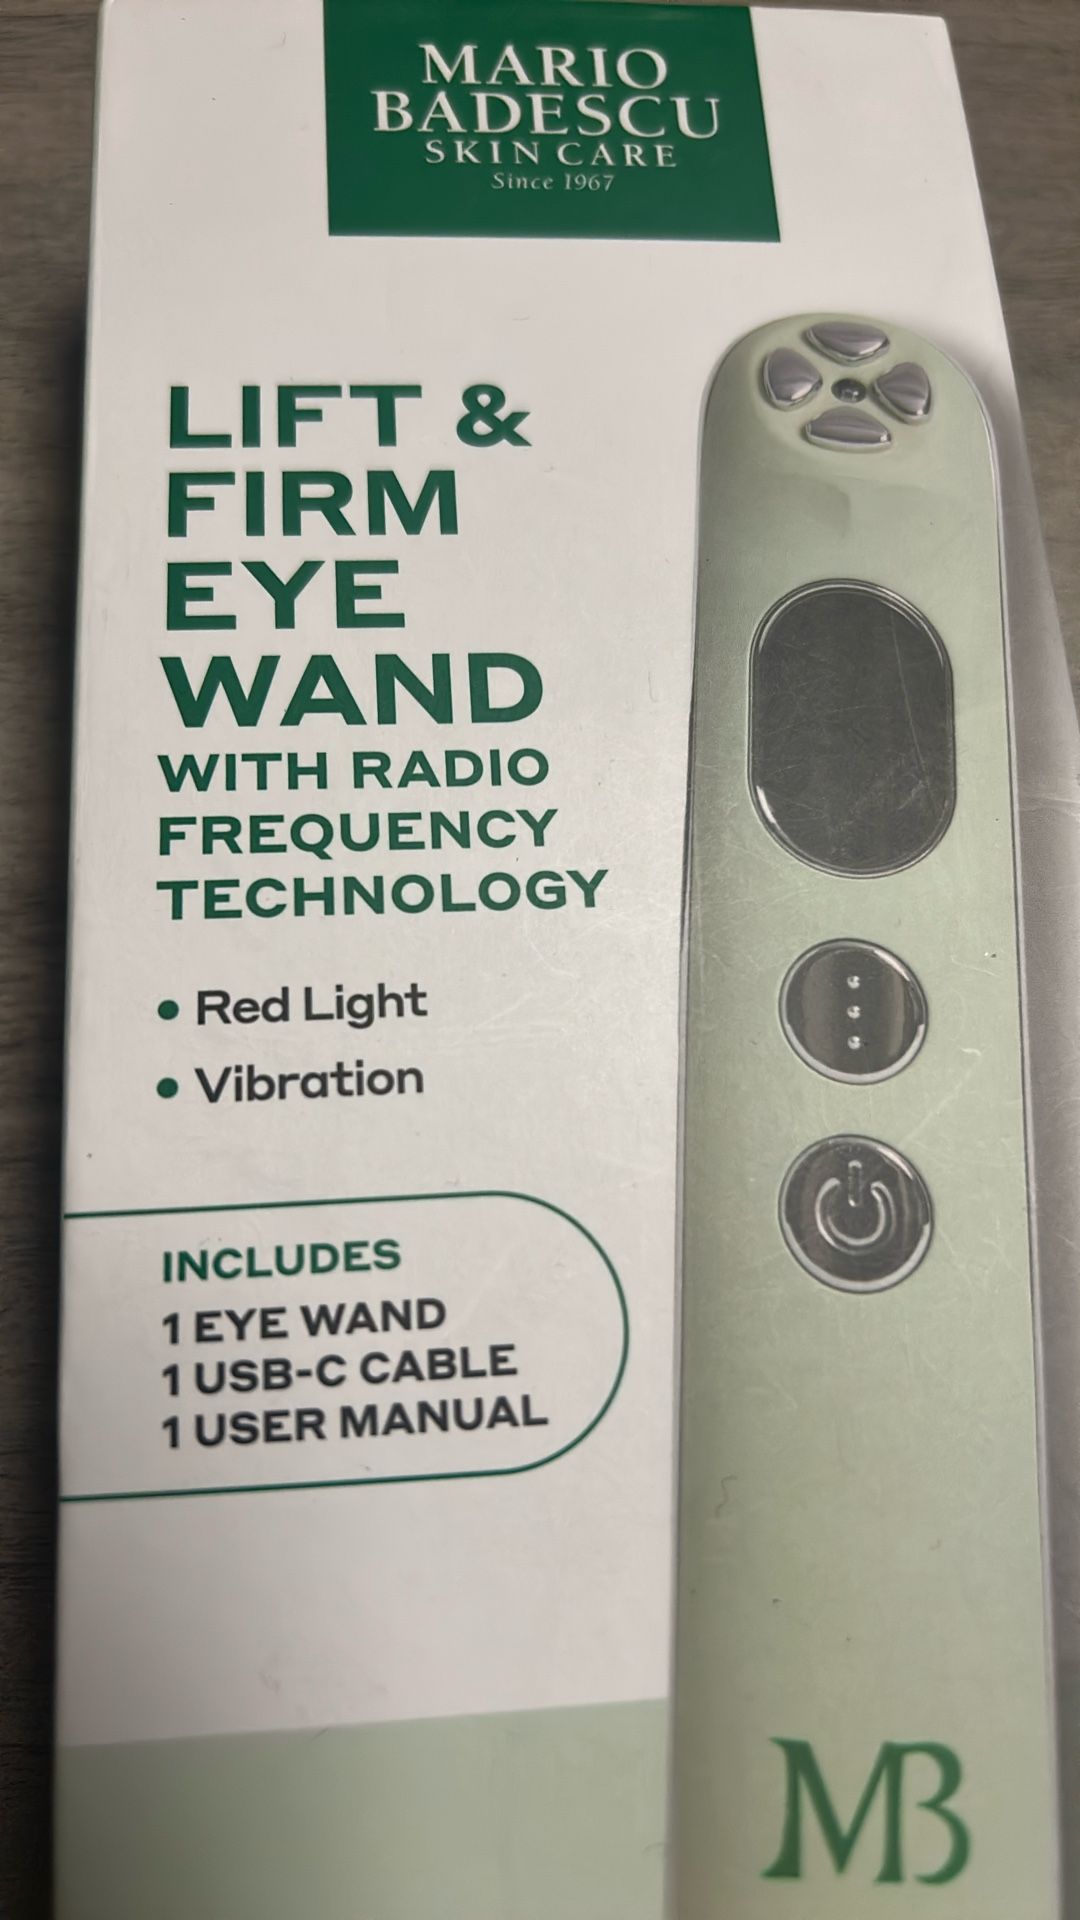 MARIO
BADESCU
SKIN CARE
Since 1967
LIFT &
FIRM
EYE
WAND
WITH RADIO
FREQUENCY
TECHNOLOGY
• Red Light
• Vibration
INCLUDES
1 EYE WAND
1 USB-C CABLE
1 USER MANUAL
MB